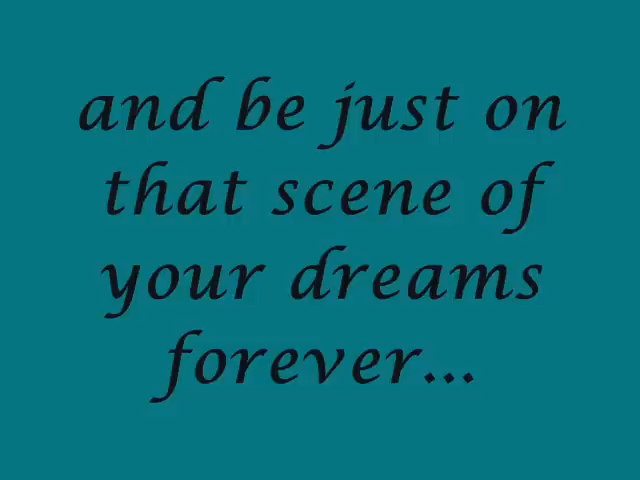 and be just on
that scene of
your dreams
forever...